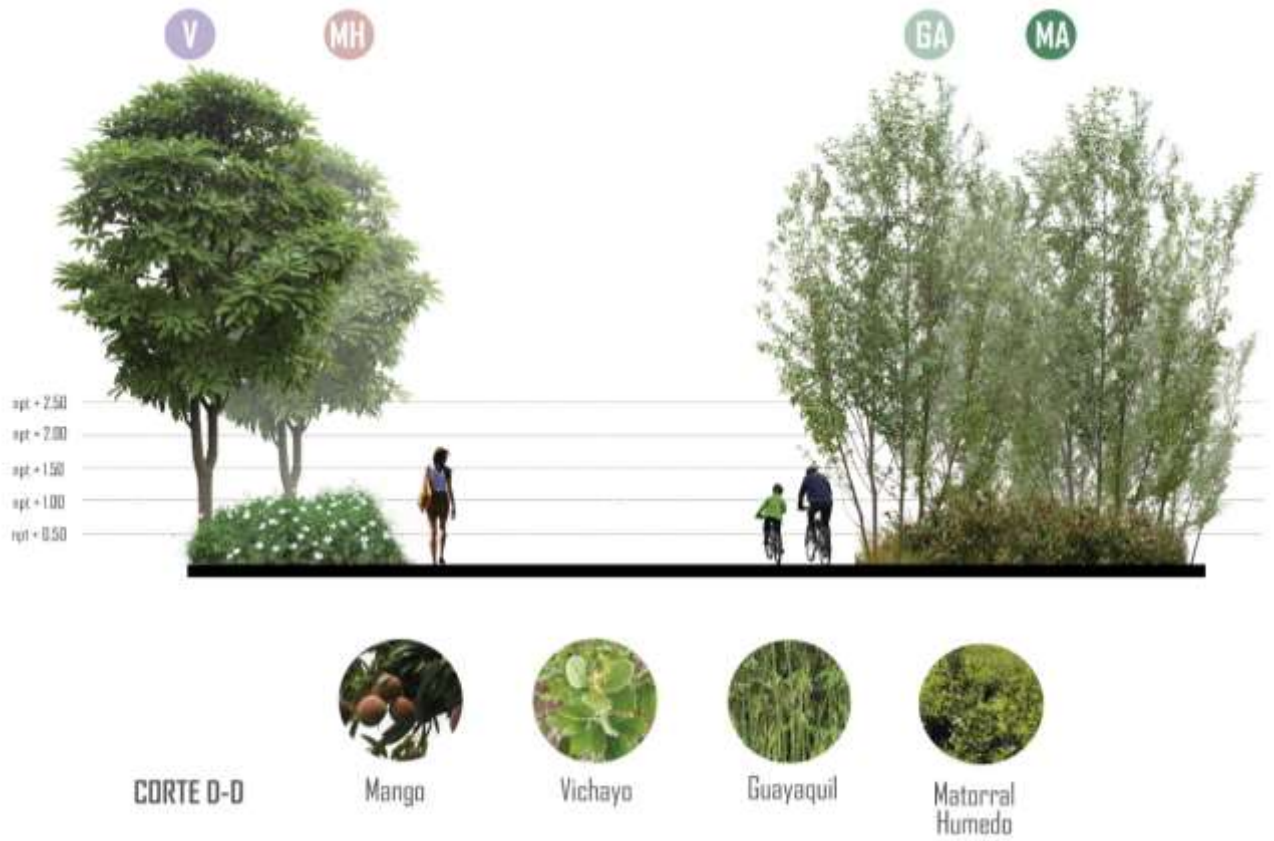 V
MH
GA
MA
npt + 2.50
npt + 2.00
npt + 1.50
npt + 1.00
npt + 0.50
CORTE D-D
Mango
Vichayo
Guayaquil
Matorral
Humedo